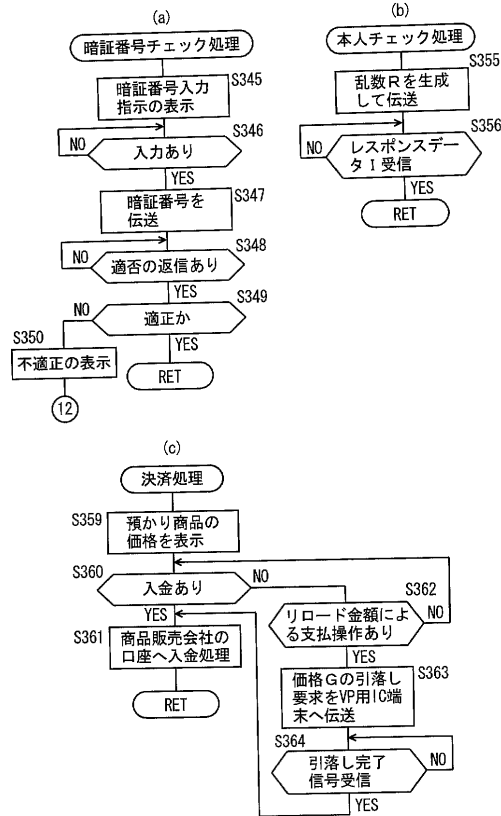 (a)
暗証番号チェック処理
S345
暗証番号入力
指示の表示
S346
入力あり
NO
YES
S347
暗証番号を
伝送
S348
適否の返信あり
NO
YES
S349
適正か
NO
YES
S350
不適正の表示
12
RET
(b)
本人チェック処理
S355
乱数Rを生成
して伝送
S356
レスポンスデー
タI受信
NO
YES
RET
(c)
決済処理
S359
預かり商品の
価格を表示
S360
入金あり
NO
YES
S361
商品販売会社の
口座へ入金処理
RET
S362
リロード金額によ
る支払操作あり
NO
YES
S363
価格Gの引落し
要求をVP用IC端
末へ伝送
S364
引落し完了
信号受信
NO
YES